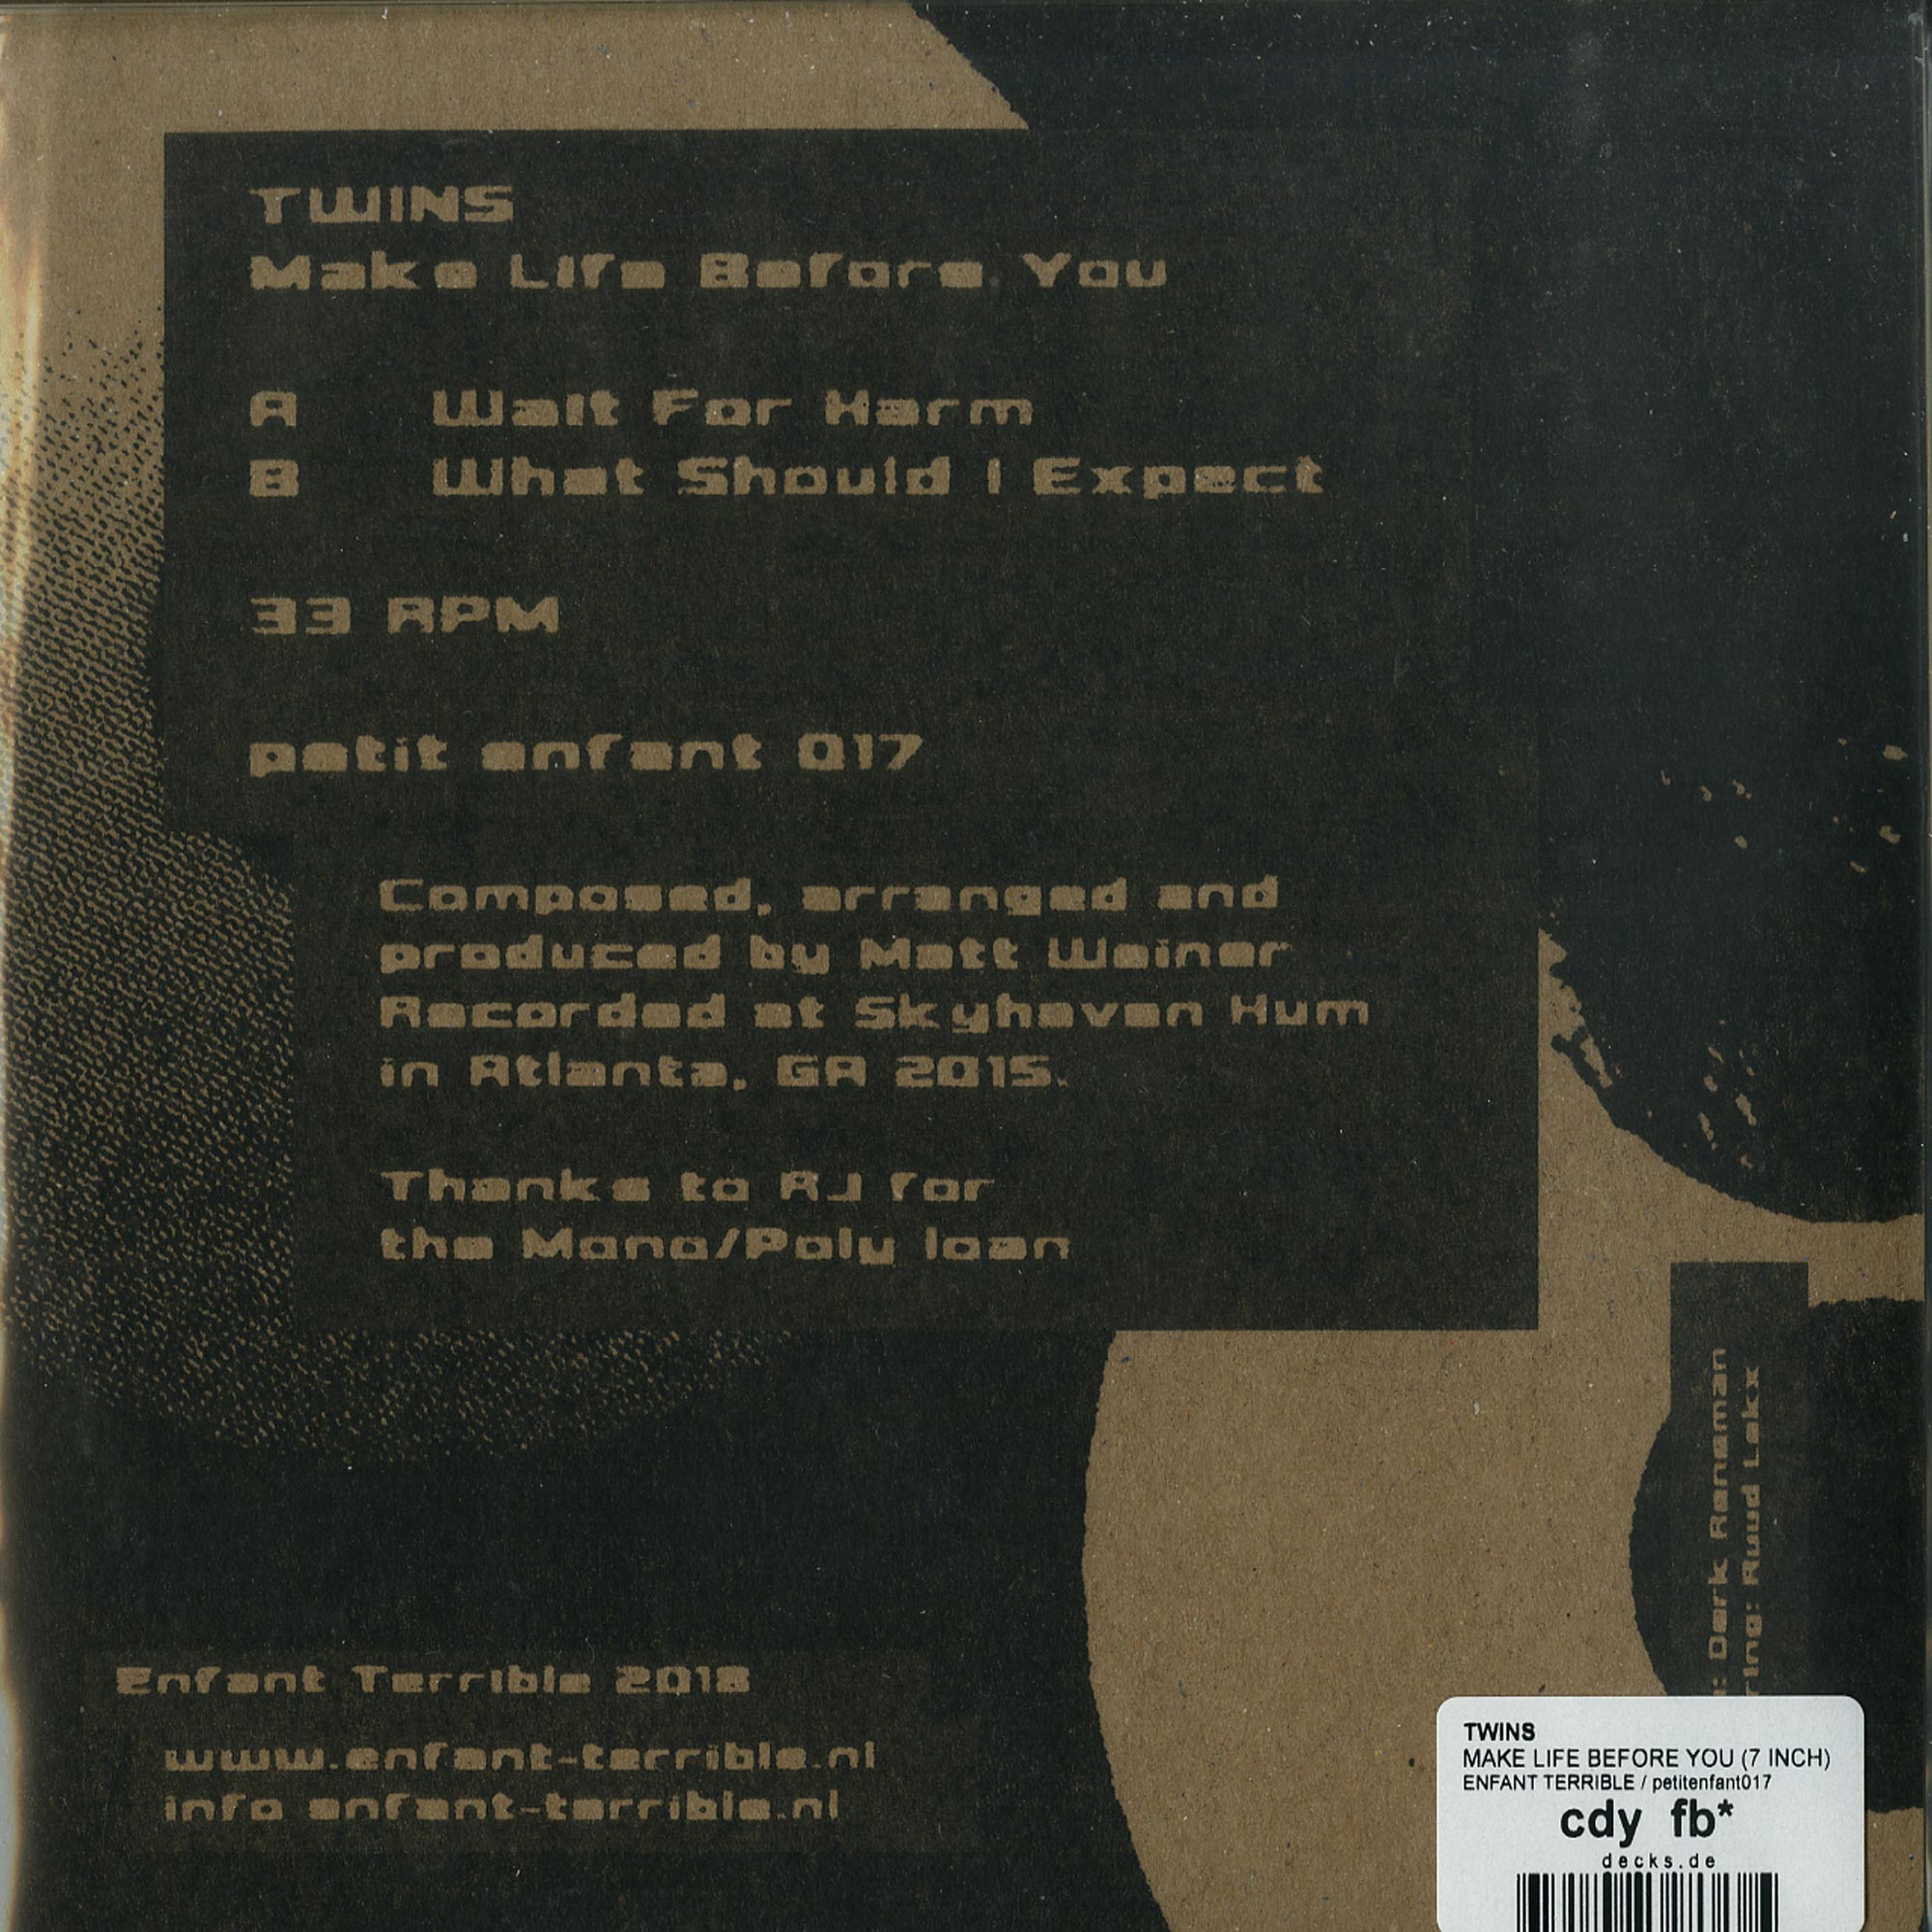 TWINS
Make Life Before You
A Wait For Harm
B What Should I Expect
33 RPM
petit enfant 017
Composed, arranged and
produced by Matt Weiner
Recorded at Skyhaven Hum
in Atlanta, GA 2015.
Thanks to RJ for
the Mono/Poly loan
Enfant Terrible 2018
www.enfant-terrible.nl
info enfant-terrible.nl
: Derk Reneman
ring: Ruud Lekx
TWINS
MAKE LIFE BEFORE YOU (7 INCH)
ENFANT TERRIBLE / petitenfant017
cdy fb*
decks.de